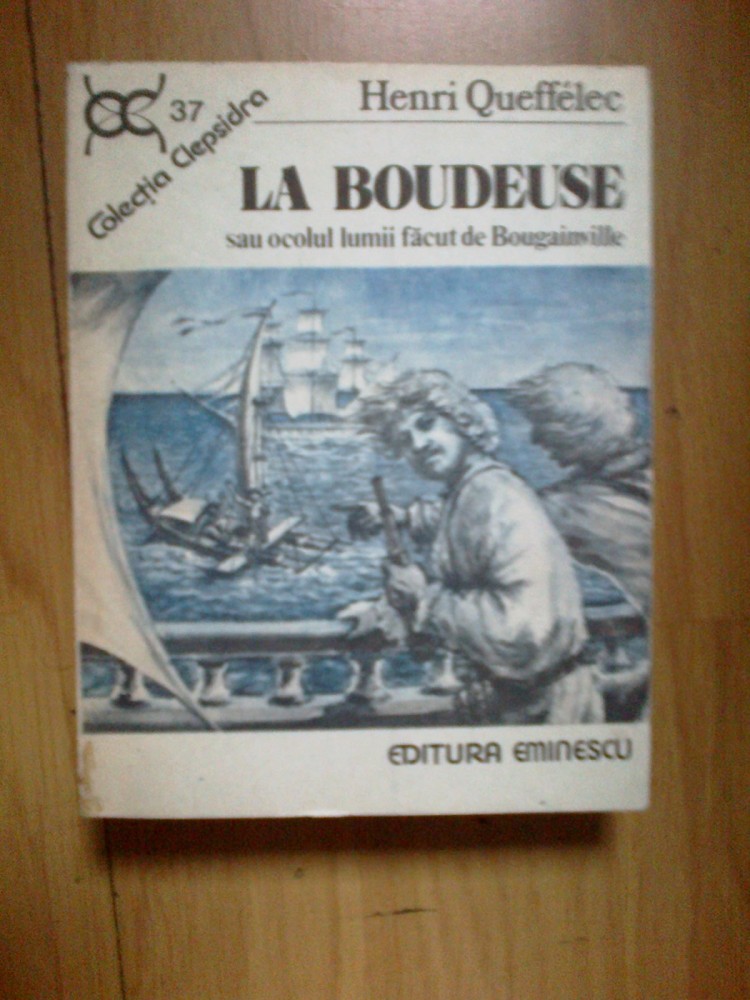 37
Colecția Clepsidra
Henri Queffélec
LA BOUDEUSE
sau ocolul lumii făcut de Bougainville
EDITURA EMINESCU